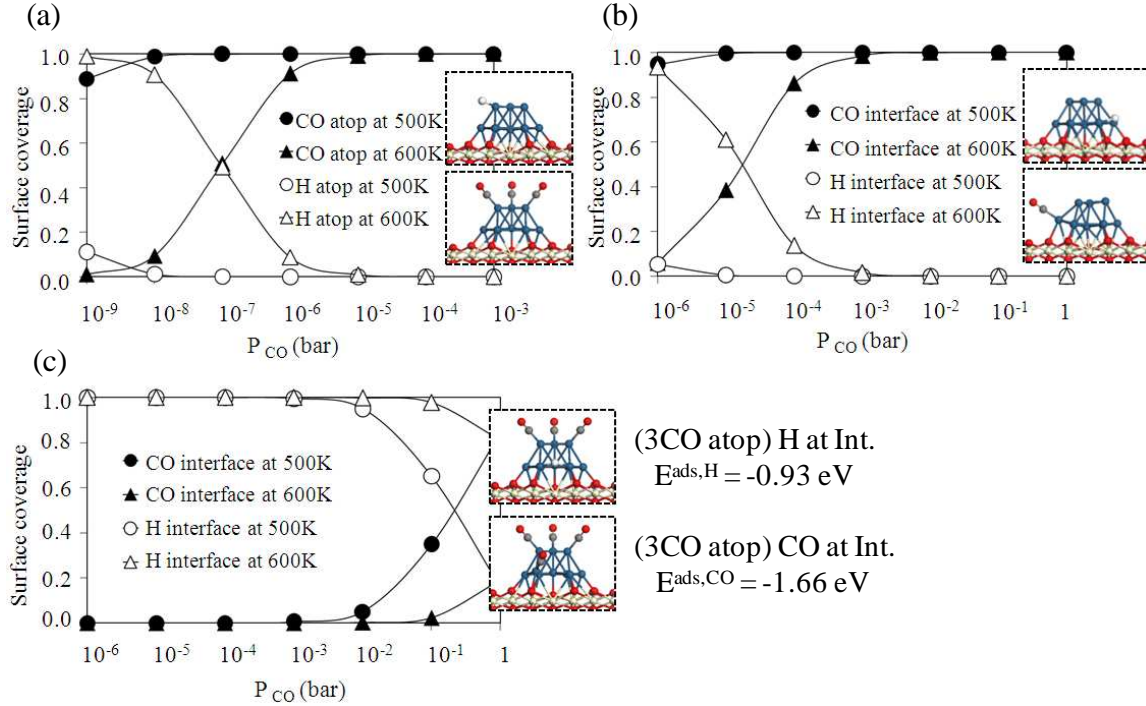 (a)
1.0
0.8
0.6
0.4
0.2
0.0
Surface coverage
CO atop at 500K
CO atop at 600K
H atop at 500K
H atop at 600K
10-9 10-8 10-7 10-6 10-5 10-4 10-3
P CO (bar)
(b)
1.0
0.8
0.6
0.4
0.2
0.0
Surface coverage
CO interface at 500K
CO interface at 600K
H interface at 500K
H interface at 600K
10-6 10-5 10-4 10-3 10-2 10-1 1
P CO (bar)
(c)
1.0
0.8
0.6
0.4
0.2
0.0
Surface coverage
CO interface at 500K
CO interface at 600K
H interface at 500K
H interface at 600K
10-6 10-5 10-4 10-3 10-2 10-1 1
P CO (bar)
(3CO atop) H at Int.
Eads,H = -0.93 eV
(3CO atop) CO at Int.
Eads,CO = -1.66 eV